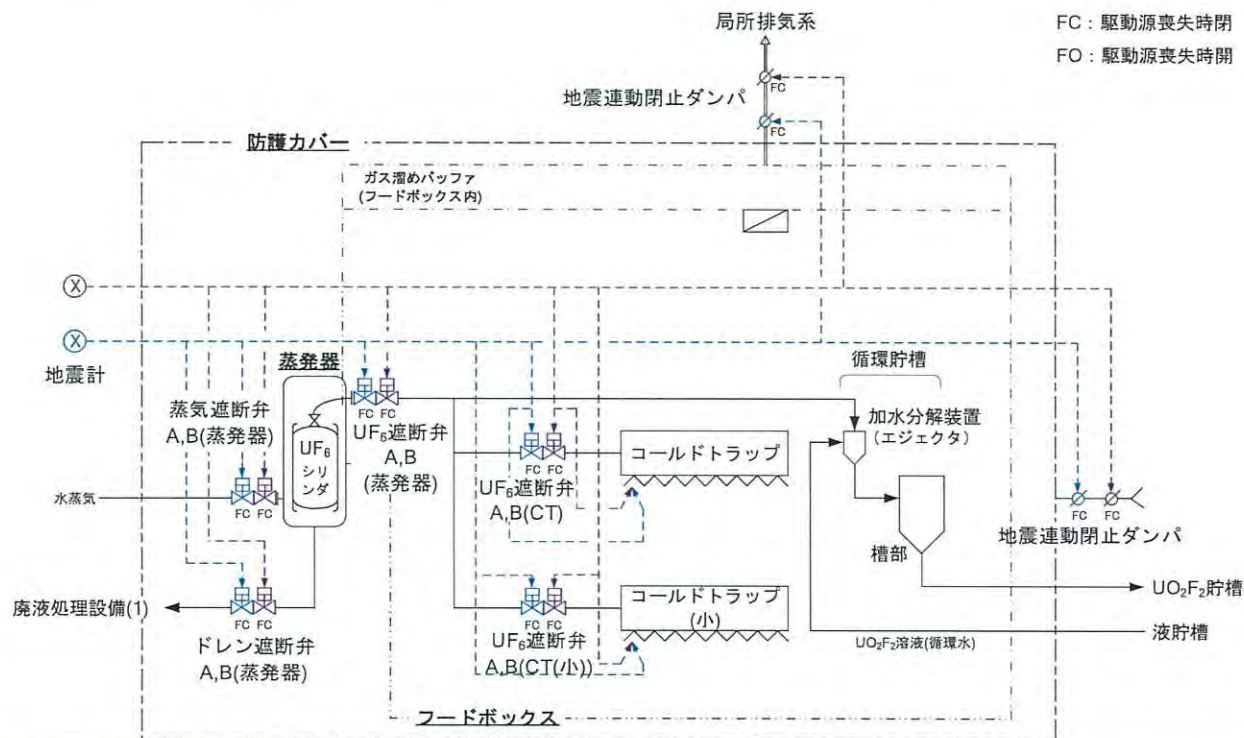 局所排気系
FC：駆動源喪失時閉
FO：駆動源喪失時開
FC
地震連動閉止ダンパ
FC
防護カバー
ガス溜めバッファ
(フードボックス内)
X
X
地震計
蒸発器
循環貯槽
蒸気遮断弁
A,B(蒸発器)
FC
FC
UF₆遮断弁
A,B
(蒸発器)
加水分解装置
（エジェクタ）
UF₆
シリ
ンダ
FC
FC
コールドトラップ
水蒸気
FC
FC
UF₆遮断弁
A,B(CT)
FC
FC
地震連動閉止ダンパ
槽部
廃液処理設備(1)
FC
FC
ドレン遮断弁
A,B(蒸発器)
FC
FC
UF₆遮断弁
A,B(CT(小))
コールドトラップ
(小)
UO₂F₂貯槽
液貯槽
UO₂F₂溶液(循環水)
フードボックス